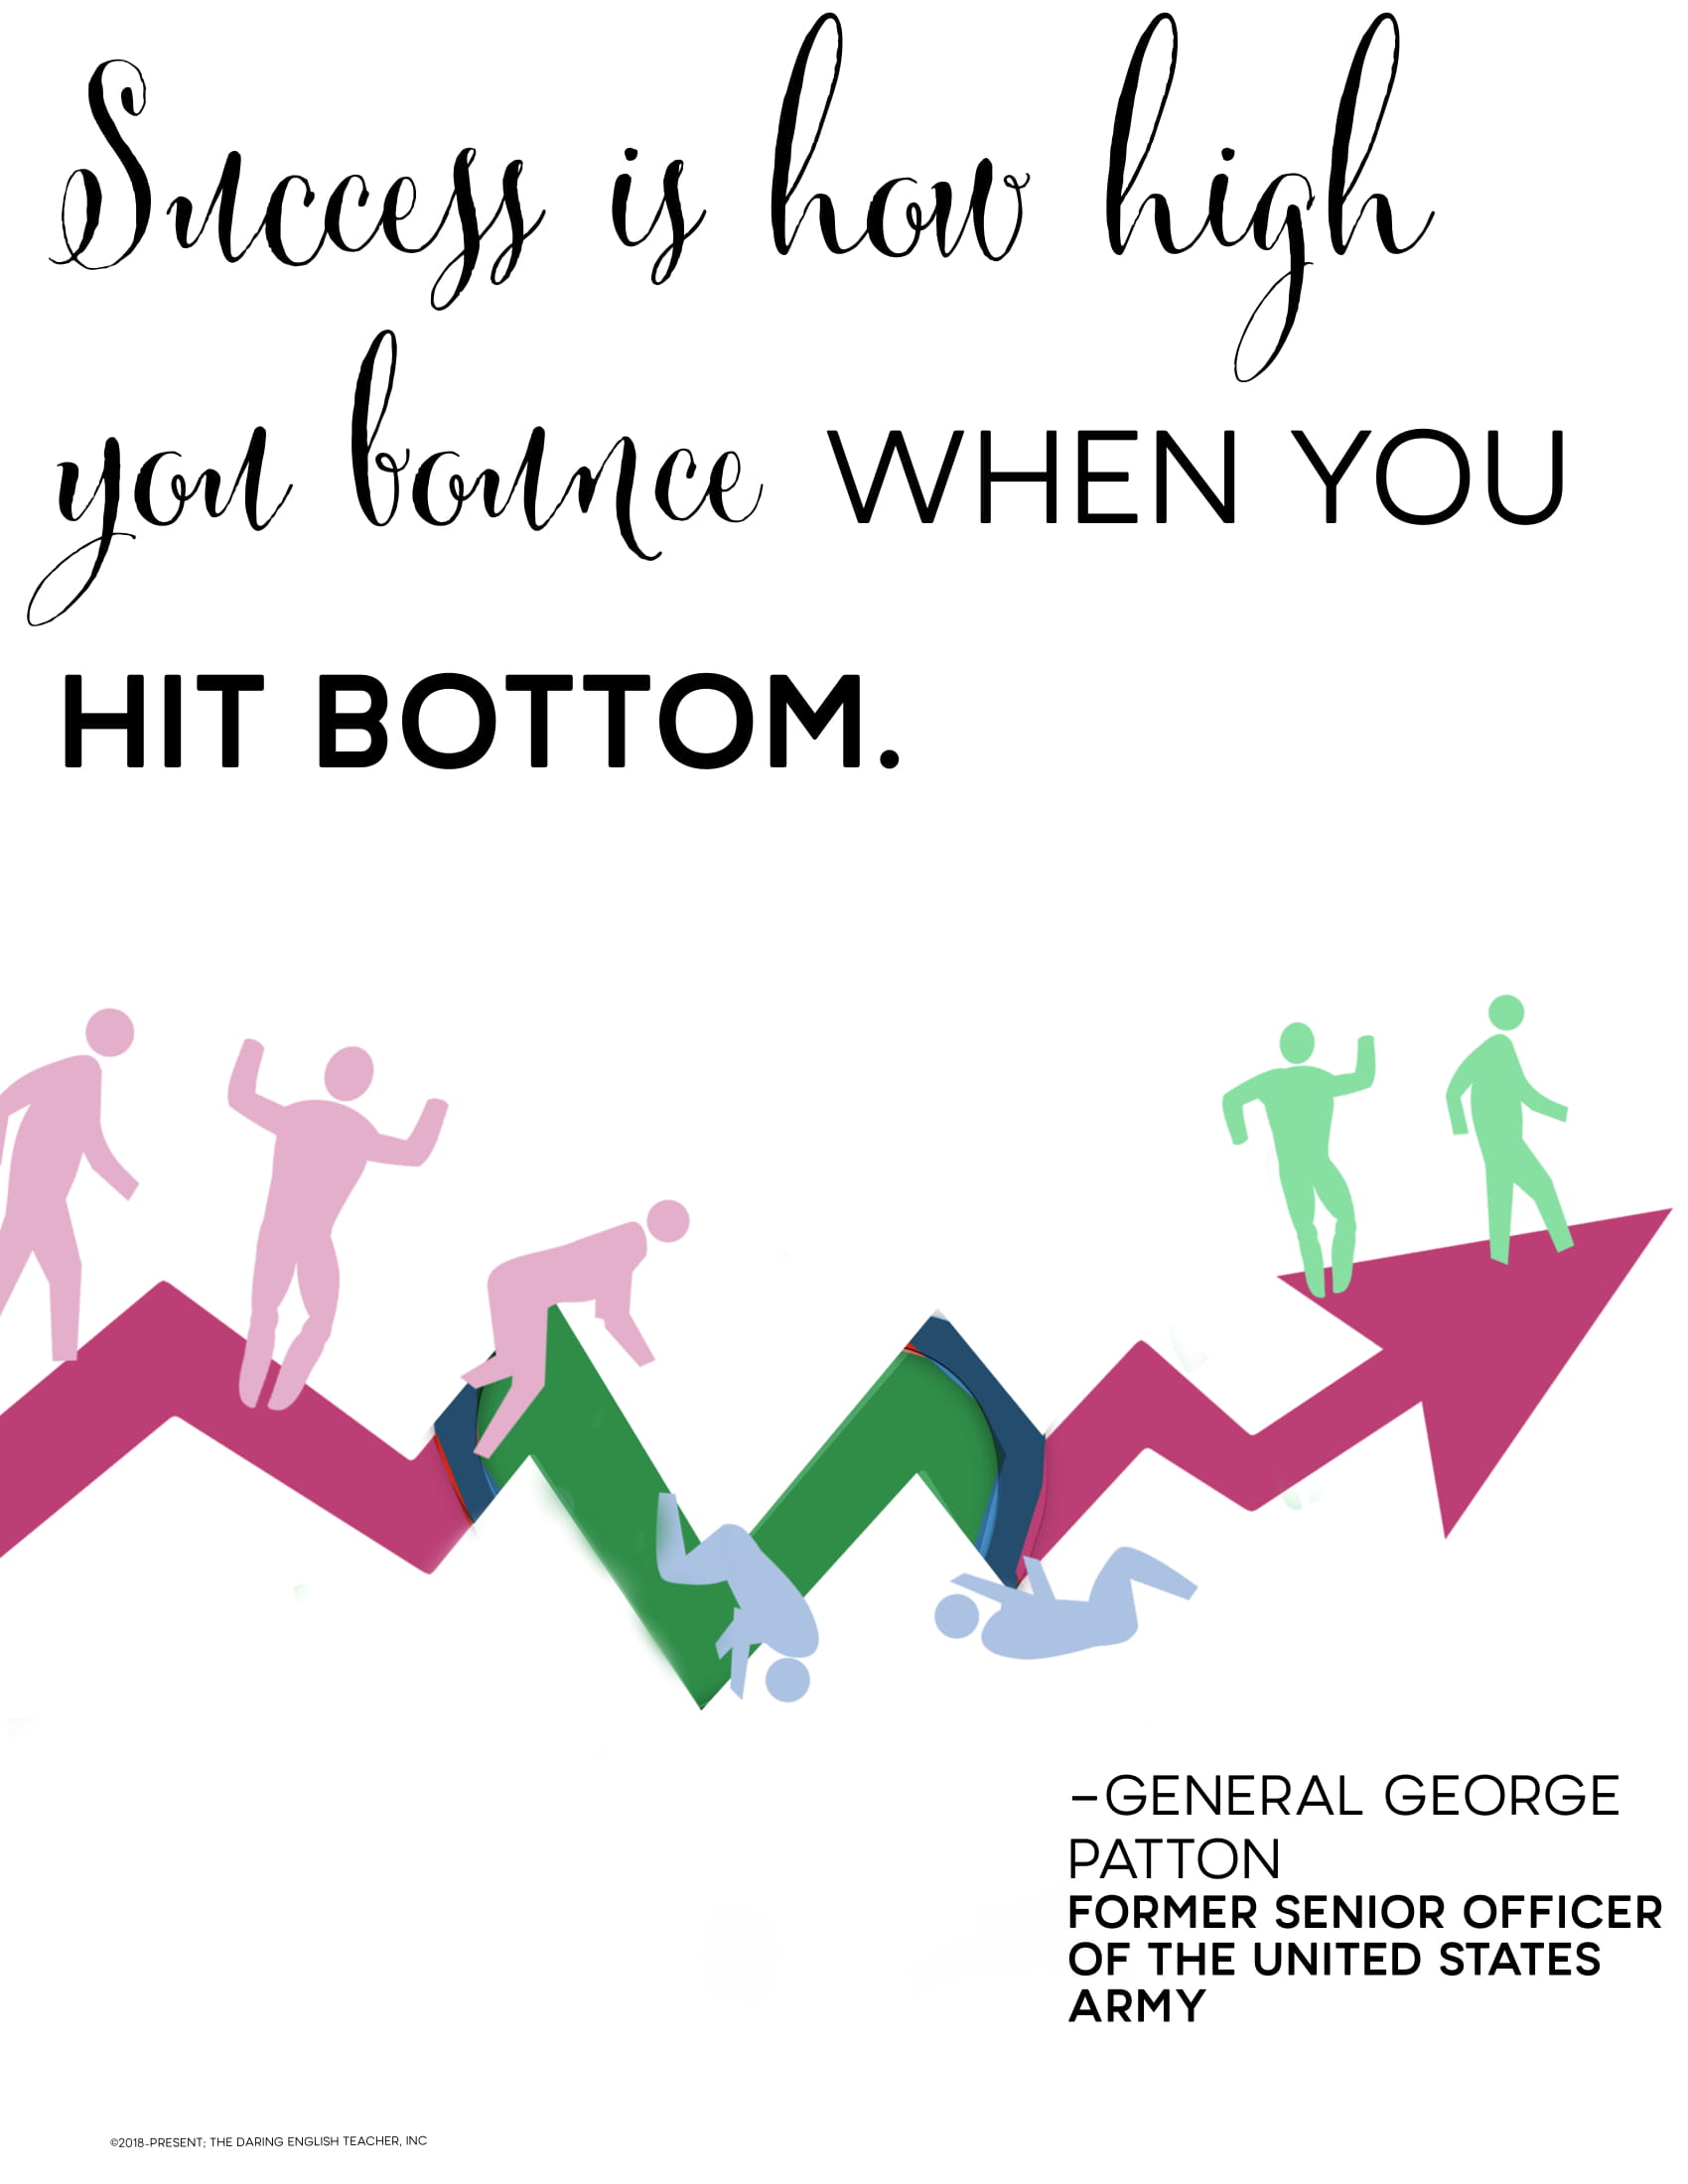 Success is how high
you bounce WHEN YOU
HIT BOTTOM.
–GENERAL GEORGE
PATTON
FORMER SENIOR OFFICER
OF THE UNITED STATES
ARMY
©2018-PRESENT; THE DARING ENGLISH TEACHER, INC